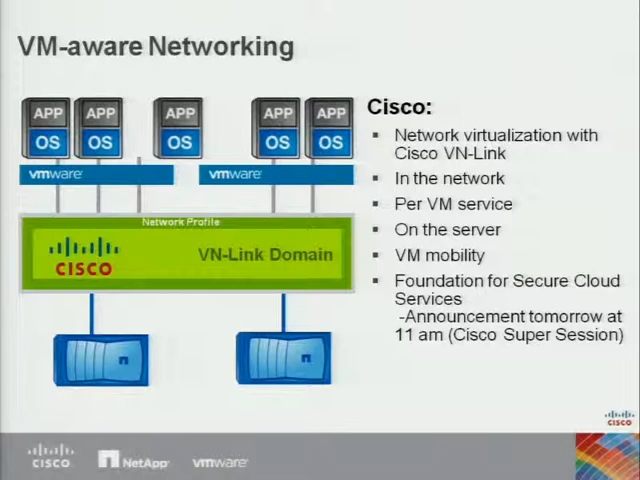 VM-aware Networking
APP APP APP APP APP
OS OS OS OS OS
vmware vmware
Network Profile
CISCO
VN-Link Domain
n n
Cisco:
Network virtualization with
Cisco VN-Link
In the network
Per VM service
On the server
VM mobility
Foundation for Secure Cloud
Services
-Announcement tomorrow at
11 am (Cisco Super Session)
CISCO
CISCO NetApp vmware